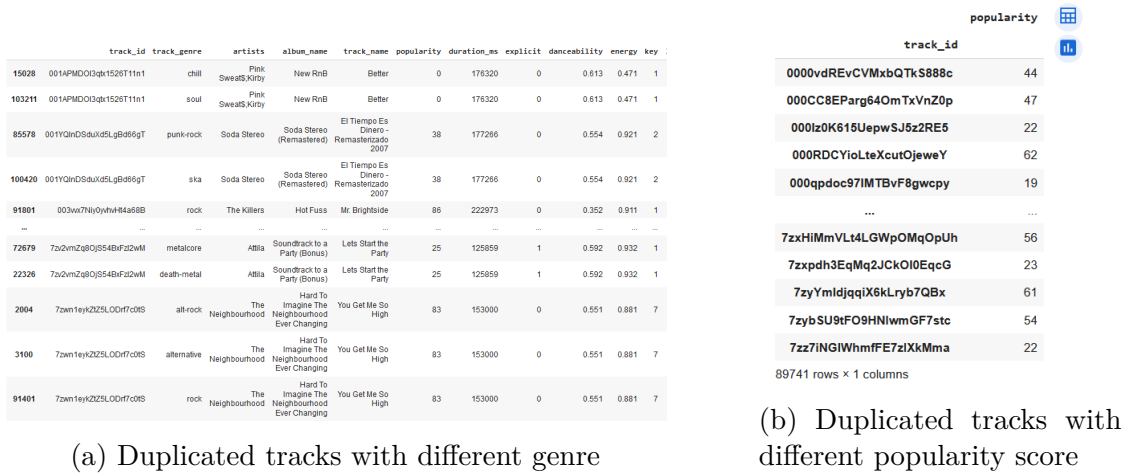 track_id track_genre artists album_name track_name popularity duration_ms explicit danceability energy key
15028 001APMDOI3qtx1526T11n1 chill Pink Sweat$;Kirby New RnB Better 0 176320 0 0.613 0.471 1
103211 001APMDOI3qtx1526T11n1 soul Pink Sweat$;Kirby New RnB Better 0 176320 0 0.613 0.471 1
85578 001YQlnDSduXd5LgBd66gT punk-rock Soda Stereo Soda Stereo (Remastered) El Tiempo Es Dinero - Remasterizado 2007 38 177266 0 0.554 0.921 2
100420 001YQlnDSduXd5LgBd66gT ska Soda Stereo Soda Stereo (Remastered) El Tiempo Es Dinero - Remasterizado 2007 38 177266 0 0.554 0.921 2
91801 003vvx7Niy0yvhvHt4a68B rock The Killers Hot Fuss Mr. Brightside 86 222973 0 0.352 0.911 1
... ... ... ... ... ... ... ... ... ... ... ...
72679 7zv2vmZq8OjS54BxFzI2wM metalcore Attila Soundtrack to a Party (Bonus) Lets Start the Party 25 125859 1 0.592 0.932 1
22326 7zv2vmZq8OjS54BxFzI2wM death-metal Attila Soundtrack to a Party (Bonus) Lets Start the Party 25 125859 1 0.592 0.932 1
2004 7zwn1eykZtZ5LODrf7c0tS alt-rock The Neighbourhood Hard To Imagine The Neighbourhood Ever Changing You Get Me So High 83 153000 0 0.551 0.881 7
3100 7zwn1eykZtZ5LODrf7c0tS alternative The Neighbourhood Hard To Imagine The Neighbourhood Ever Changing You Get Me So High 83 153000 0 0.551 0.881 7
91401 7zwn1eykZtZ5LODrf7c0tS rock The Neighbourhood Hard To Imagine The Neighbourhood Ever Changing You Get Me So High 83 153000 0 0.551 0.881 7
(a) Duplicated tracks with different genre
popularity
track_id
0000vdREvCVMxbQTkS888c 44
000CC8EParg64OmTxVnZ0p 47
000Iz0K615UepwSJ5z2RE5 22
000RDCYioLteXcutOjeweY 62
000qpdoc97IMTBvF8gwcpy 19
... ...
7zxHiMmVLt4LGWpOMqOpUh 56
7zxpdh3EqMq2JCkOI0EqcG 23
7zyYmIdjqqiX6kLryb7QBx 61
7zybSU9tFO9HNlwmGF7stc 54
7zz7iNGIWhmfFE7zlXkMma 22
89741 rows × 1 columns
(b) Duplicated tracks with
different popularity score